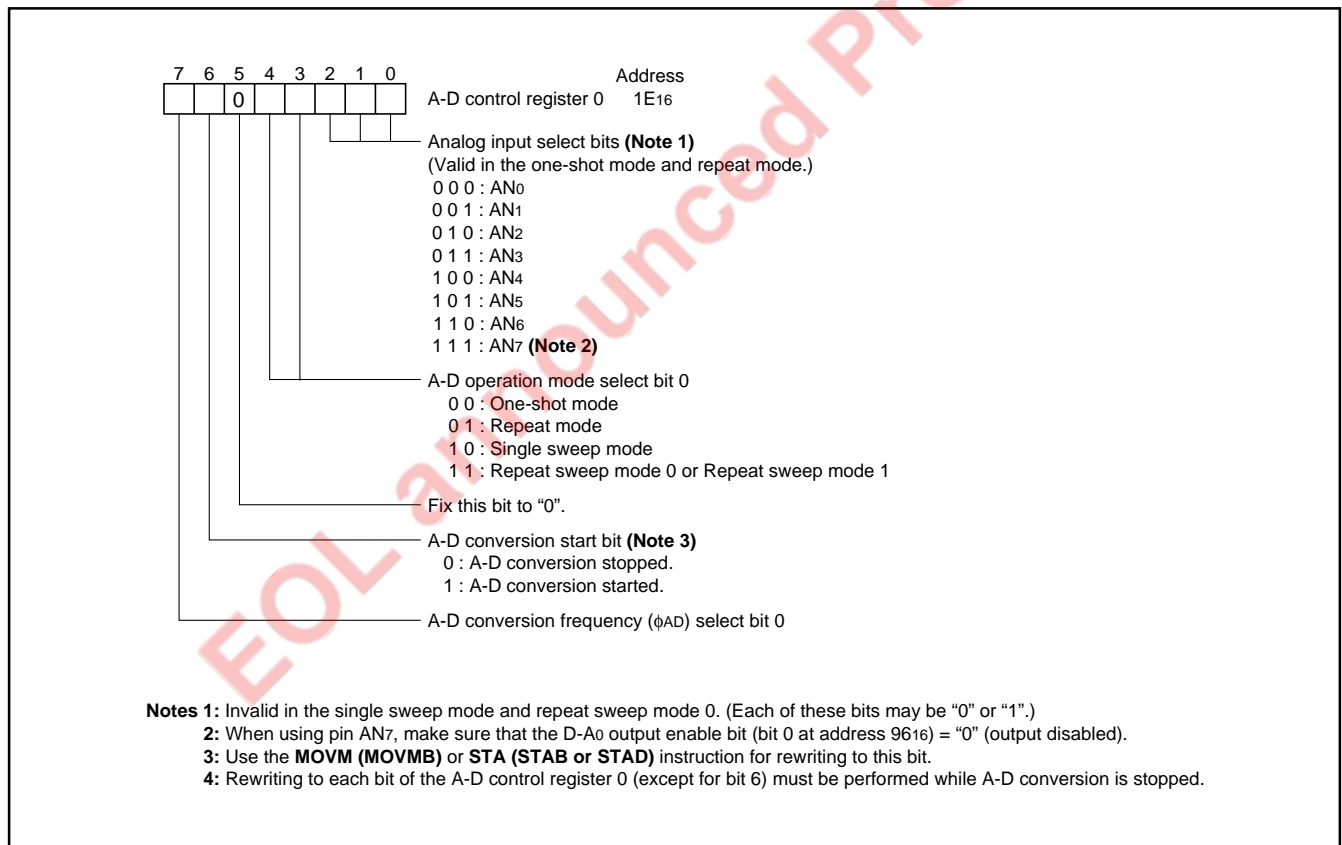 EOL announced Pro
7 6 5 4 3 2 1 0
Address
0
A-D control register 0 1E16
Analog input select bits (Note 1)
(Valid in the one-shot mode and repeat mode.)
0 0 0 : AN0
0 0 1 : AN1
0 1 0 : AN2
0 1 1 : AN3
1 0 0 : AN4
1 0 1 : AN5
1 1 0 : AN6
1 1 1 : AN7 (Note 2)
A-D operation mode select bit 0
0 0 : One-shot mode
0 1 : Repeat mode
1 0 : Single sweep mode
1 1 : Repeat sweep mode 0 or Repeat sweep mode 1
Fix this bit to “0”.
A-D conversion start bit (Note 3)
0 : A-D conversion stopped.
1 : A-D conversion started.
A-D conversion frequency (ϕAD) select bit 0
Notes 1: Invalid in the single sweep mode and repeat sweep mode 0. (Each of these bits may be “0” or “1”.)
2: When using pin AN7, make sure that the D-A0 output enable bit (bit 0 at address 9616) = “0” (output disabled).
3: Use the MOVM (MOVMB) or STA (STAB or STAD) instruction for rewriting to this bit.
4: Rewriting to each bit of the A-D control register 0 (except for bit 6) must be performed while A-D conversion is stopped.